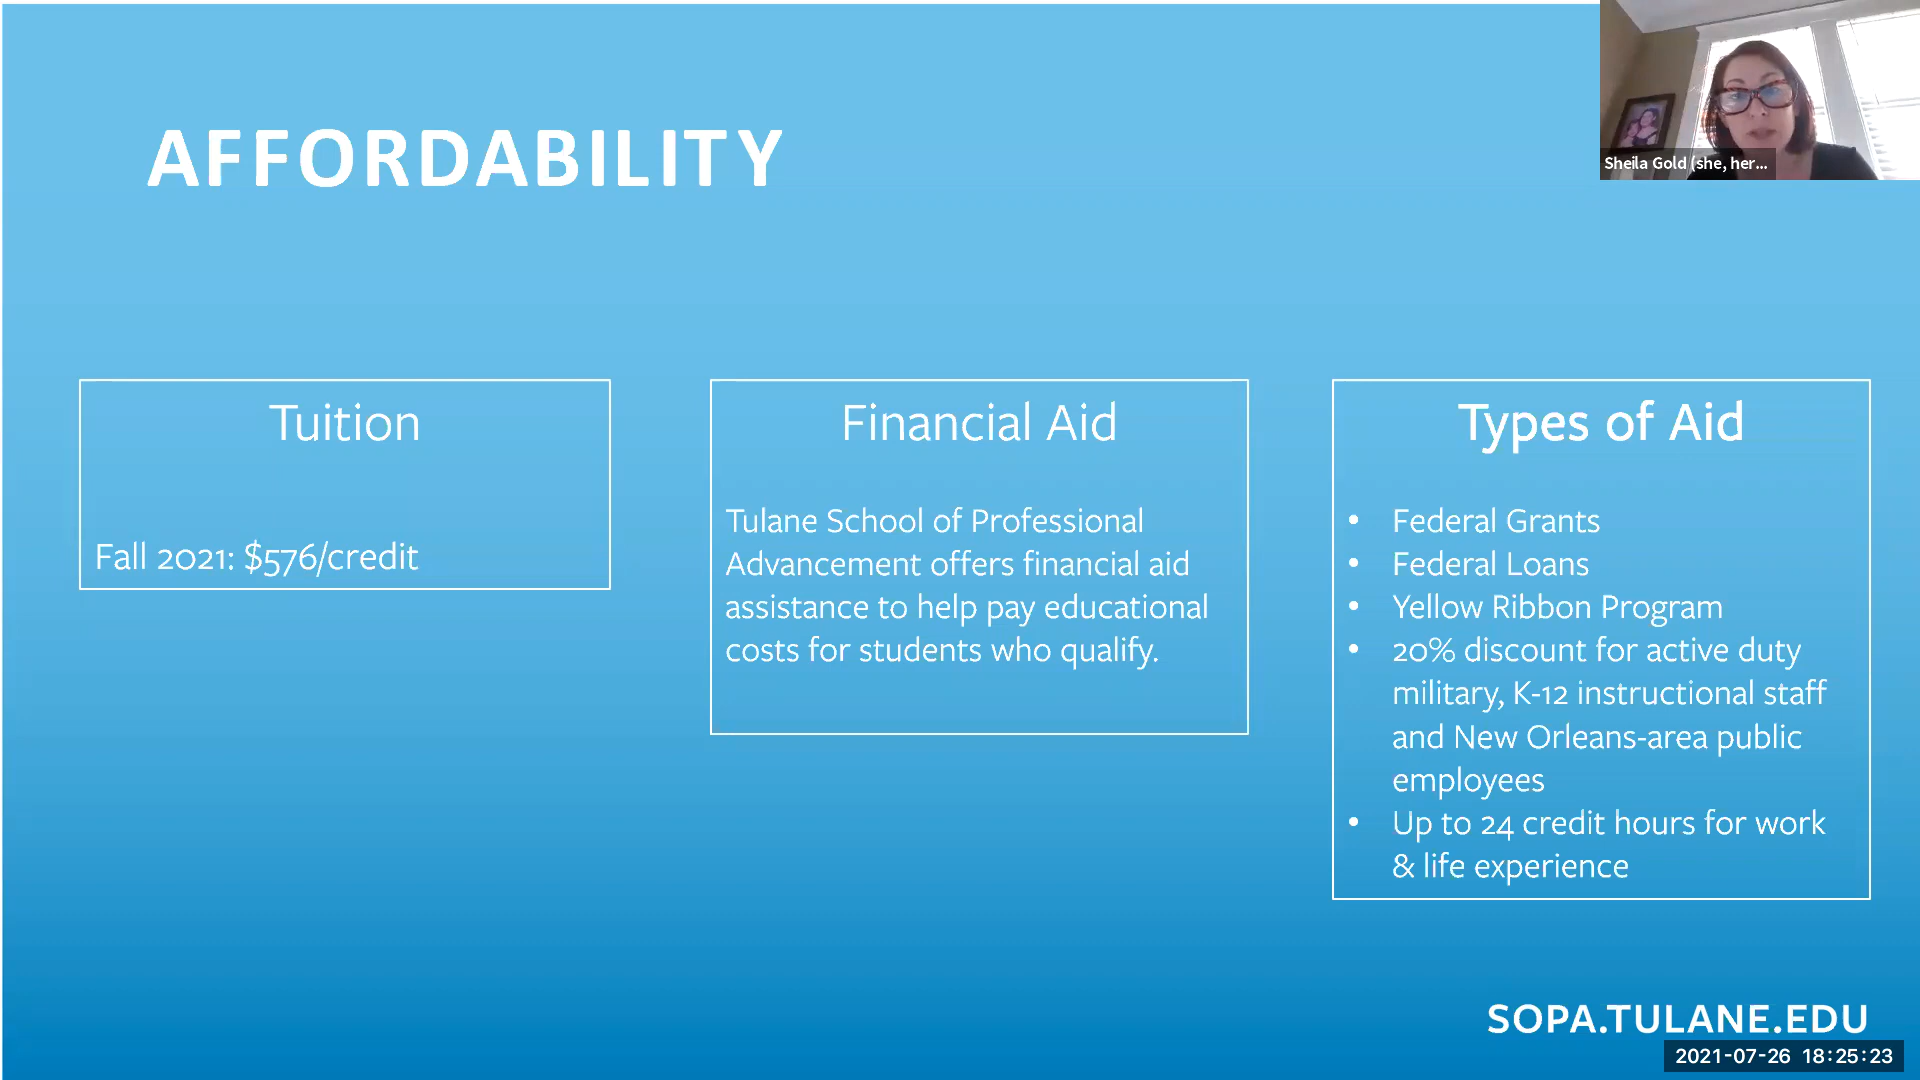 AFFORDABILITY
Sheila Gold (she, her...
Tuition
Fall 2021: $576/credit
Financial Aid
Tulane School of Professional
Advancement offers financial aid
assistance to help pay educational
costs for students who qualify.
Types of Aid
• Federal Grants
• Federal Loans
• Yellow Ribbon Program
• 20% discount for active duty
military, K-12 instructional staff
and New Orleans-area public
employees
• Up to 24 credit hours for work
& life experience
SOPA.TULANE.EDU
2021-07-26 18:25:23